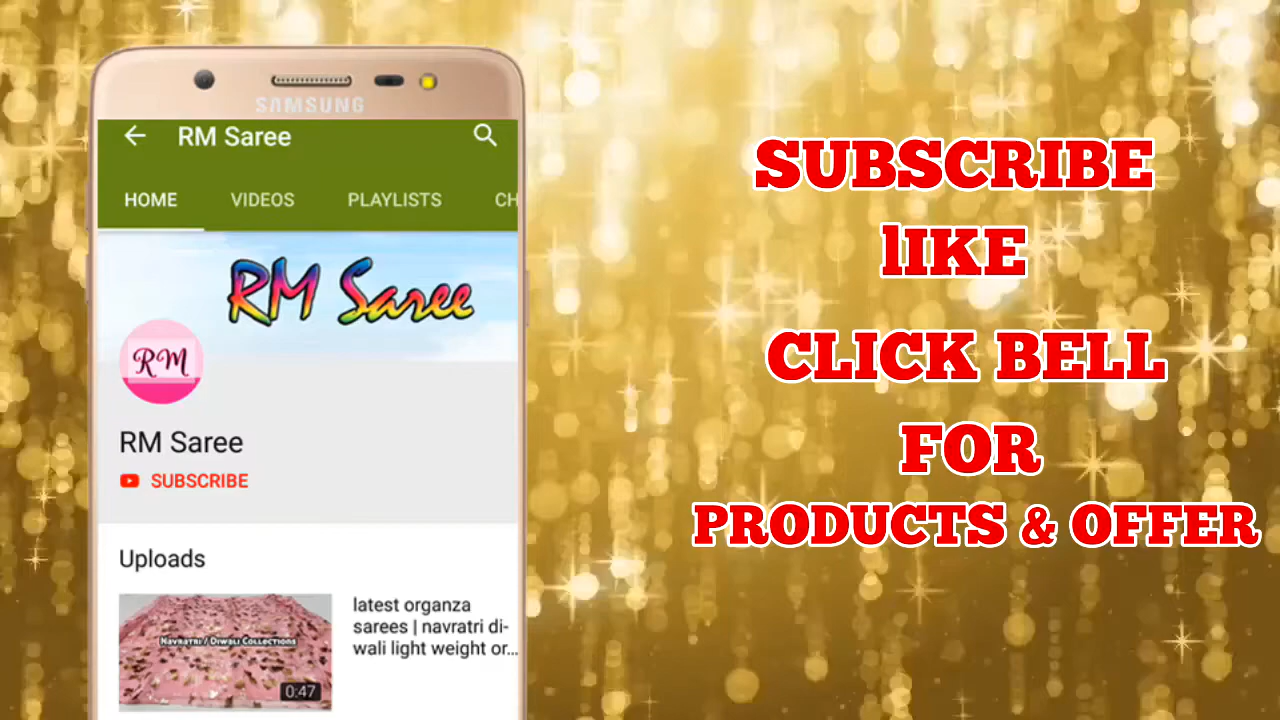 SAMSUNG
RM Saree
HOME VIDEOS PLAYLISTS CH
RM Saree
RM
RM Saree
SUBSCRIBE
Uploads
NAVRATRI / DIWALI COLLECTIONS
0:47
latest organza
sarees | navratri di-
wali light weight or...
SUBSCRIBE
lIKE
CLICK BELL
FOR
PRODUCTS & OFFER